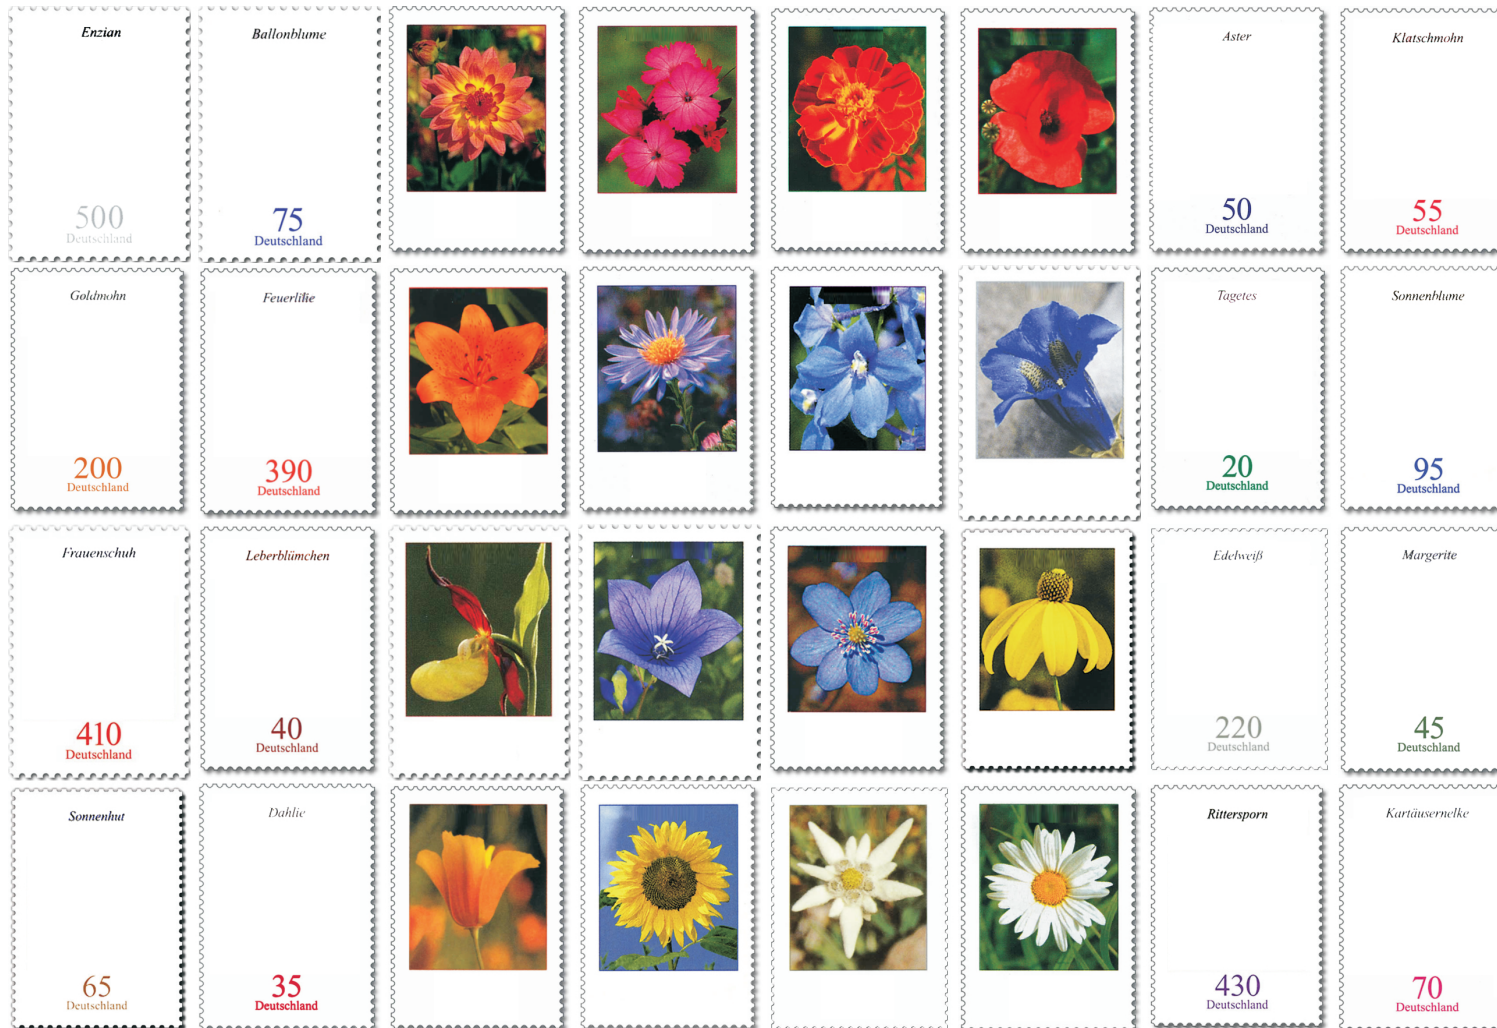 Enzian
500
Deutschland
Ballonblume
75
Deutschland
Aster
50
Deutschland
Klatschmohn
55
Deutschland
Goldmohn
200
Deutschland
Feuerlilie
390
Deutschland
Tagetes
20
Deutschland
Sonnenblume
95
Deutschland
Frauenschuh
410
Deutschland
Leberblümchen
40
Deutschland
Edelweiß
220
Deutschland
Margerite
45
Deutschland
Sonnenhut
65
Deutschland
Dahlie
35
Deutschland
Rittersporn
430
Deutschland
Kartäusernelke
70
Deutschland